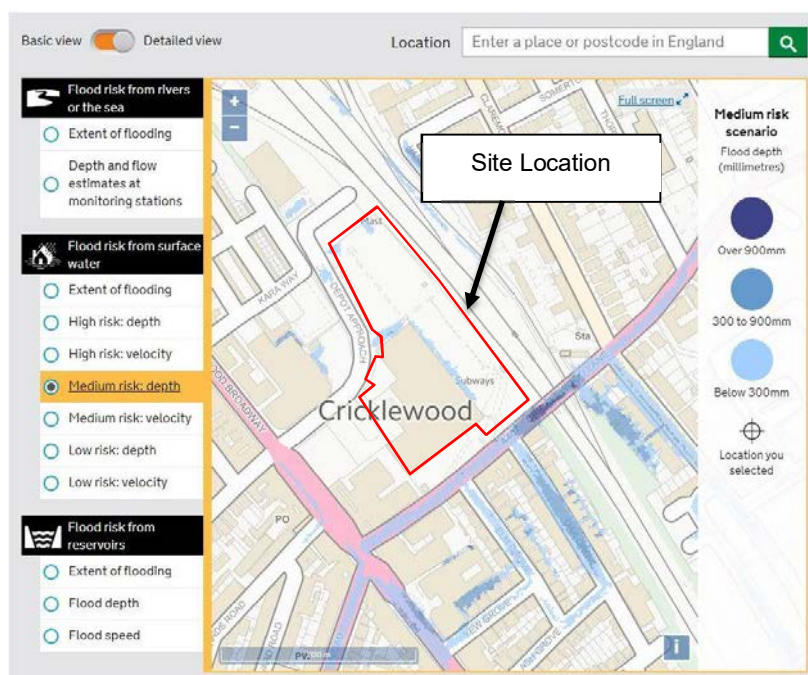 Basic view
Detailed view
Location
Enter a place or postcode in England
Flood risk from rivers
or the sea
Extent of flooding
Depth and flow
estimates at
monitoring stations
Flood risk from surface
water
Extent of flooding
High risk: depth
High risk: velocity
Medium risk: depth
Medium risk: velocity
Low risk: depth
Low risk: velocity
Flood risk from
reservoirs
Extent of flooding
Flood depth
Flood speed
+
−
Full screen
Site Location
Mast
KARA WAY
DEPOT APPROACH
Sta
Subways
Cricklewood
BROADWAY
PO
ROAD
i
Medium risk
scenario
Flood depth
(millimetres)
Over 900mm
300 to 900mm
Below 300mm
Location you
selected